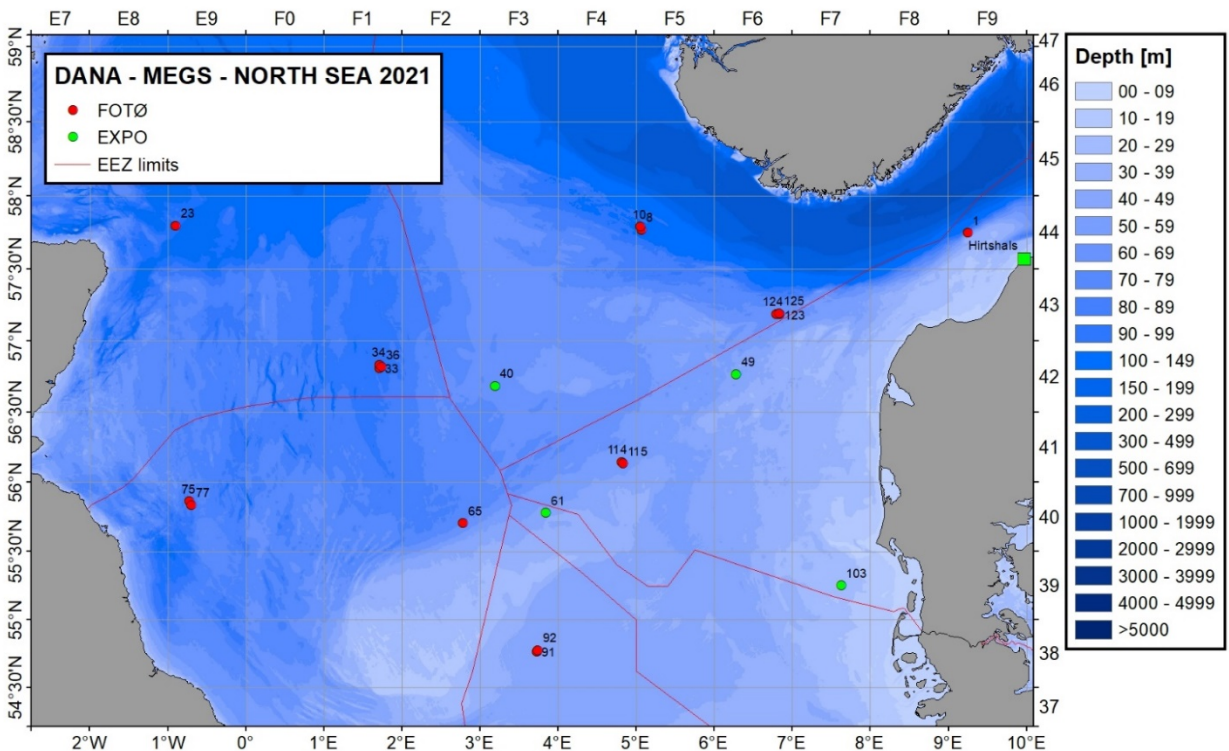 E7 E8 E9 F0 F1 F2 F3 F4 F5 F6 F7 F8 F9
59°N
58°30'N
58°N
57°30'N
57°N
56°30'N
56°N
55°30'N
55°N
54°30'N
DANA - MEGS - NORTH SEA 2021
FOTØ
EXPO
EEZ limits
23
10 8
1
Hirtshals
124 125
123
34 36
33
40
49
114 115
75 77
65
61
103
92
91
47
46
45
44
43
42
41
40
39
38
37
2°W 1°W 0° 1°E 2°E 3°E 4°E 5°E 6°E 7°E 8°E 9°E 10°E
Depth [m]
00 - 09
10 - 19
20 - 29
30 - 39
40 - 49
50 - 59
60 - 69
70 - 79
80 - 89
90 - 99
100 - 149
150 - 199
200 - 299
300 - 499
500 - 699
700 - 999
1000 - 1999
2000 - 2999
3000 - 3999
4000 - 4999
>5000